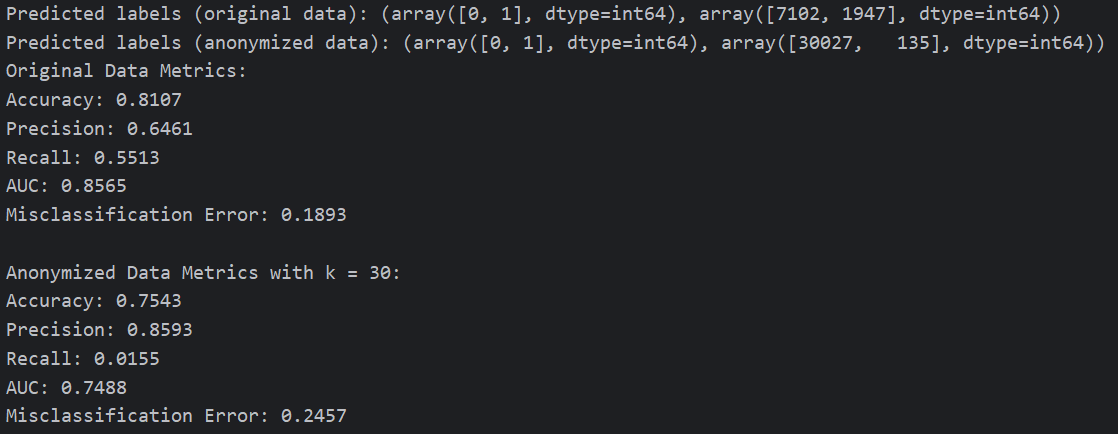 Predicted labels (original data): (array([0, 1], dtype=int64), array([7102, 1947], dtype=int64))
Predicted labels (anonymized data): (array([0, 1], dtype=int64), array([30027,   135], dtype=int64))
Original Data Metrics:
Accuracy: 0.8107
Precision: 0.6461
Recall: 0.5513
AUC: 0.8565
Misclassification Error: 0.1893

Anonymized Data Metrics with k = 30:
Accuracy: 0.7543
Precision: 0.8593
Recall: 0.0155
AUC: 0.7488
Misclassification Error: 0.2457